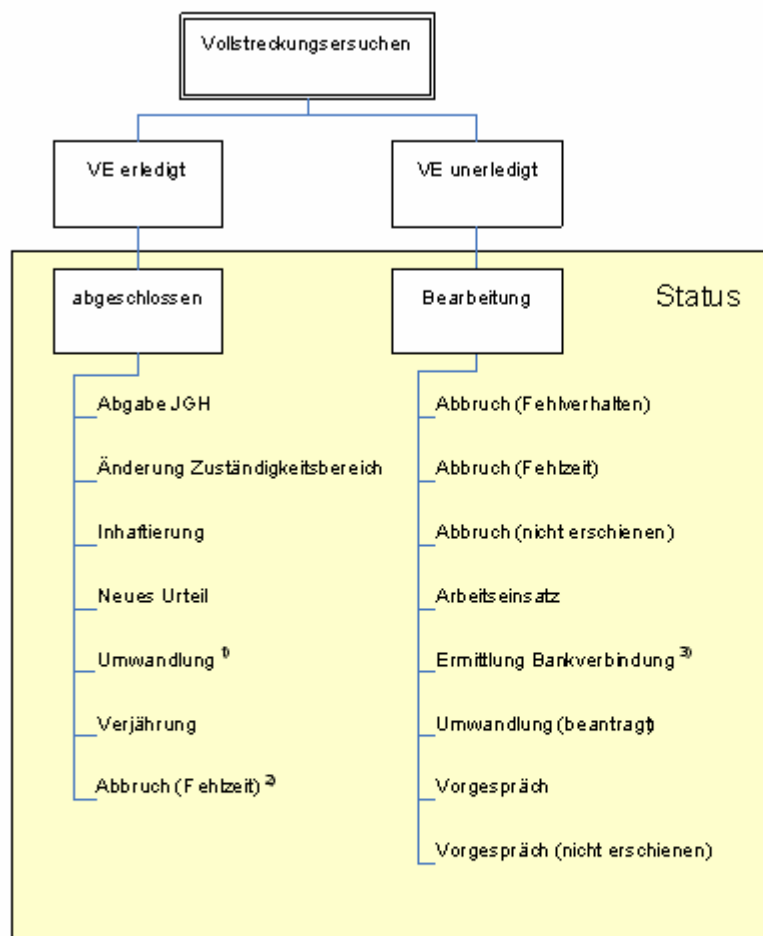 Vollstreckungsersuchen
VE erledigt
VE unerledigt
Status
abgeschlossen
Bearbeitung
Abgabe JGH
Änderung Zuständigkeitsbereich
Inhaftierung
Neues Urteil
Umwandlung 1)
Verjährung
Abbruch (Fehlzeit) 2)
Abbruch (Fehlverhalten)
Abbruch (Fehlzeit)
Abbruch (nicht erschienen)
Arbeitseinsatz
Ermittlung Bankverbindung 3)
Umwandlung (beantragt)
Vorgespräch
Vorgespräch (nicht erschienen)